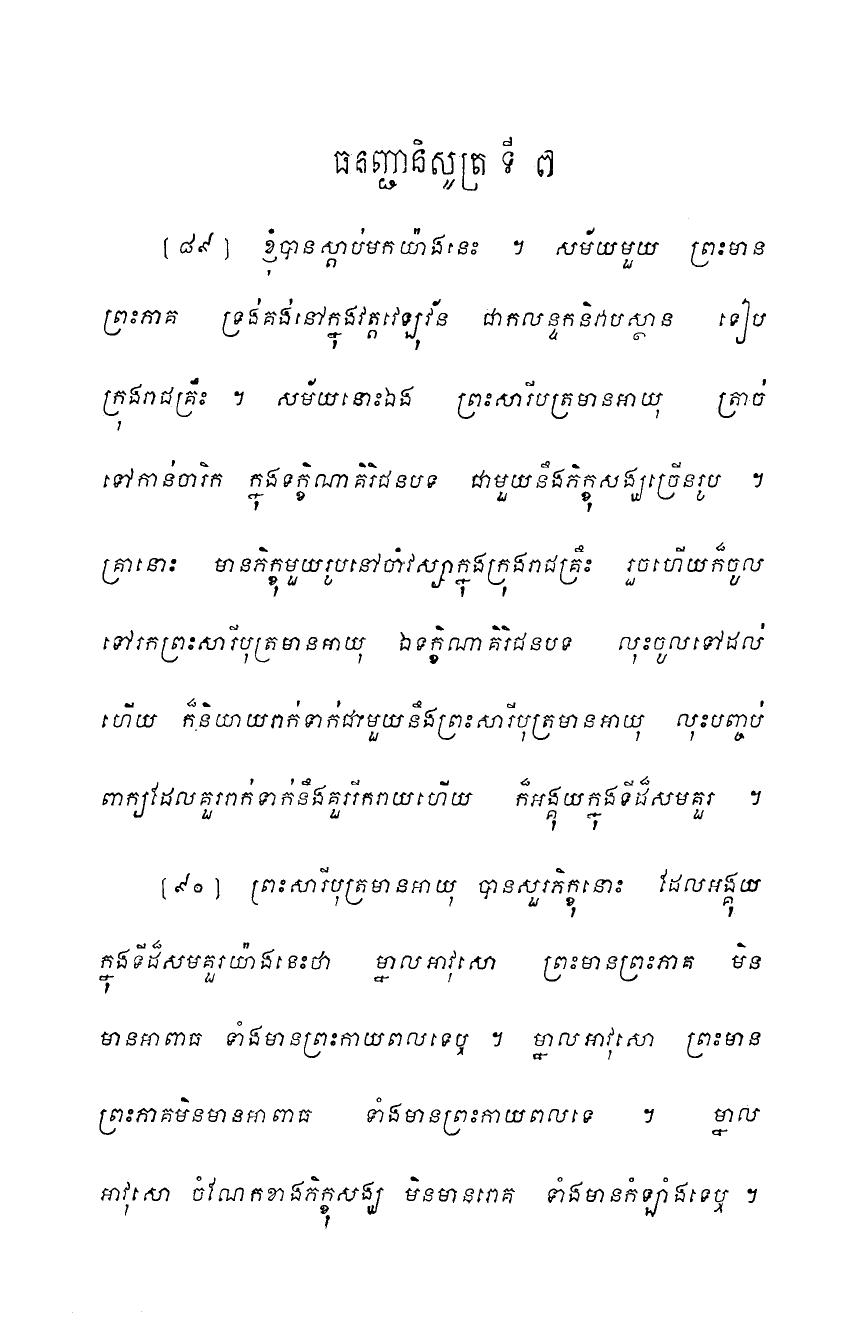 ធនញ្ជានិសូត្រ ទី ៧
[ ៨៩ ] ខ្ញុំបានស្តាប់មកយ៉ាងនេះ ។ សម័យមួយ ព្រះមាន
ព្រះភាគ ទ្រង់គង់នៅក្នុងវត្តវេឡុវ័ន ជាកលន្ទកនិវាបស្ថាន ទៀប
ក្រុងរាជគ្រឹះ ។ សម័យនោះឯង ព្រះសារីបុត្រមានអាយុ ត្រាច់
ទៅកាន់ចារិក ក្នុងទក្ខិណាគិរិជនបទ ជាមួយនឹងភិក្ខុសង្ឃច្រើនរូប ។
គ្រានោះ មានភិក្ខុមួយរូបនៅចាំវស្សាក្នុងក្រុងរាជគ្រឹះ រួចហើយក៏ចូល
ទៅរកព្រះសារីបុត្រមានអាយុ ឯទក្ខិណាគិរិជនបទ លុះចូលទៅដល់
ហើយ ក៏និយាយរាក់ទាក់ជាមួយនឹងព្រះសារីបុត្រមានអាយុ លុះបញ្ចប់
ពាក្យដែលគួររាក់ទាក់នឹងគួររីករាយហើយ ក៏អង្គុយក្នុងទីដ៏សមគួរ ។
[ ៩០ ] ព្រះសារីបុត្រមានអាយុ បានសួរភិក្ខុនោះ ដែលអង្គុយ
ក្នុងទីដ៏សមគួរយ៉ាងនេះថា ម្នាលអាវុសោ ព្រះមានព្រះភាគ មិន
មានអាពាធ ទាំងមានព្រះកាយពលទេឬ ។ ម្នាលអាវុសោ ព្រះមាន
ព្រះភាគមិនមានអាពាធ ទាំងមានព្រះកាយពលទេ ។ ម្នាល
អាវុសោ ចំណែកខាងភិក្ខុសង្ឃ មិនមានរោគ ទាំងមានកំឡាំងទេឬ ។